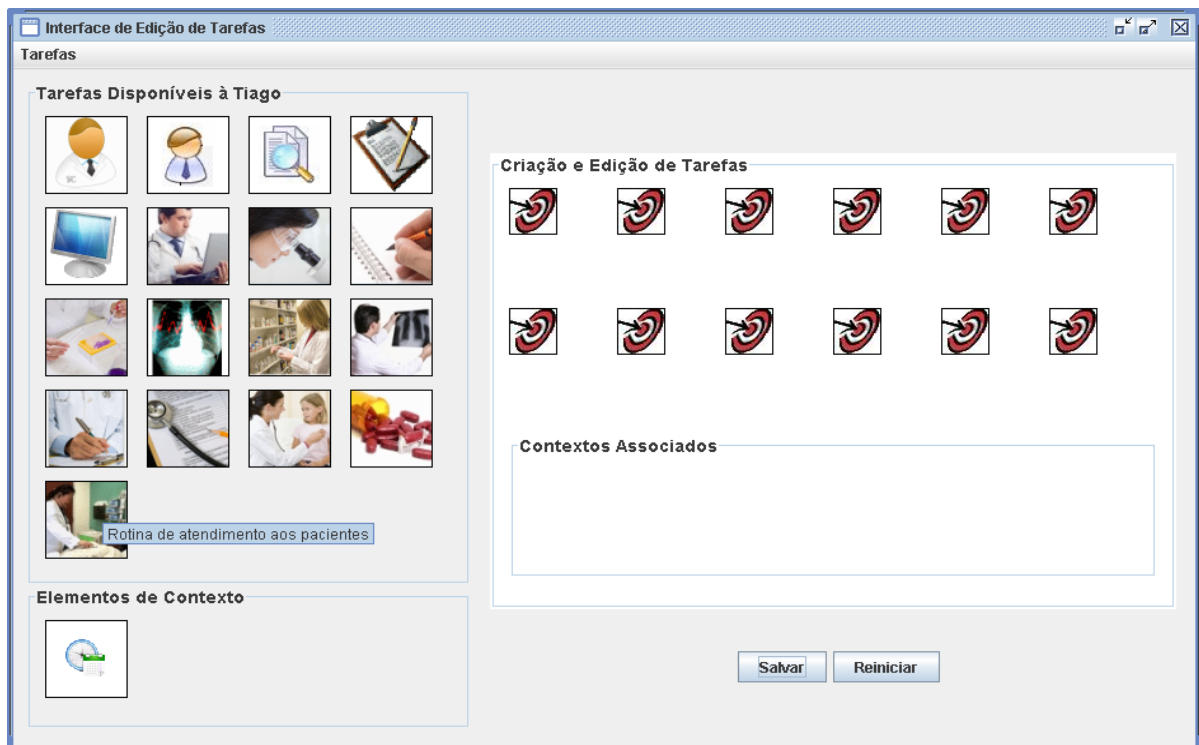 Interface de Edição de Tarefas
Tarefas
Tarefas Disponíveis à Tiago
Rotina de atendimento aos pacientes
Elementos de Contexto
Criação e Edição de Tarefas
Contextos Associados
Salvar Reiniciar